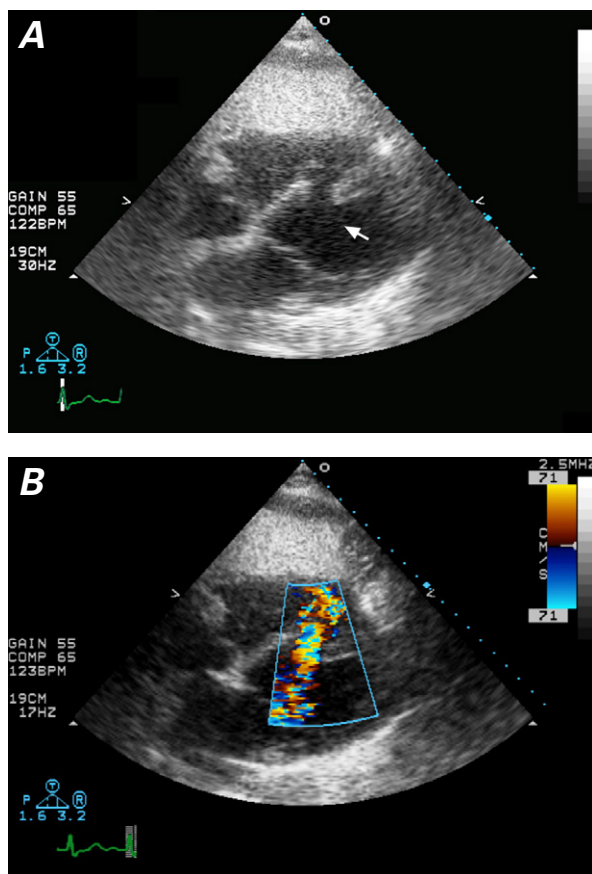 A
GAIN 55
COMP 65
122BPM
19CM
30HZ
T
P R
1.6 3.2
B
2.5MHZ
71
CM/S
71
GAIN 55
COMP 65
123BPM
19CM
17HZ
T
P R
1.6 3.2